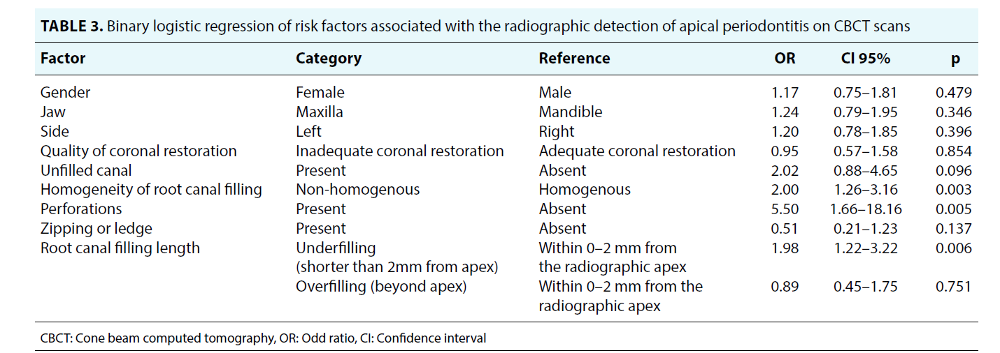 TABLE 3. Binary logistic regression of risk factors associated with the radiographic detection of apical periodontitis on CBCT scans
Factor Category Reference OR CI 95% p
Gender Female Male 1.17 0.75–1.81 0.479
Jaw Maxilla Mandible 1.24 0.79–1.95 0.346
Side Left Right 1.20 0.78–1.85 0.396
Quality of coronal restoration Inadequate coronal restoration Adequate coronal restoration 0.95 0.57–1.58 0.854
Unfilled canal Present Absent 2.02 0.88–4.65 0.096
Homogeneity of root canal filling Non-homogenous Homogenous 2.00 1.26–3.16 0.003
Perforations Present Absent 5.50 1.66–18.16 0.005
Zipping or ledge Present Absent 0.51 0.21–1.23 0.137
Root canal filling length Underfilling Within 0–2 mm from 1.98 1.22–3.22 0.006
(shorter than 2mm from apex) the radiographic apex
Overfilling (beyond apex) Within 0–2 mm from the 0.89 0.45–1.75 0.751
radiographic apex
CBCT: Cone beam computed tomography, OR: Odd ratio, CI: Confidence interval